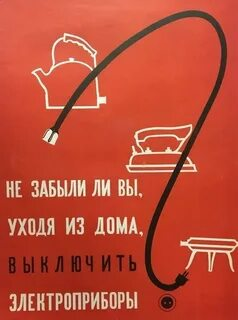 НЕ ЗАБЫЛИ ЛИ ВЫ,
УХОДЯ ИЗ ДОМА,
ВЫКЛЮЧИТЬ
ЭЛЕКТРОПРИБОРЫ